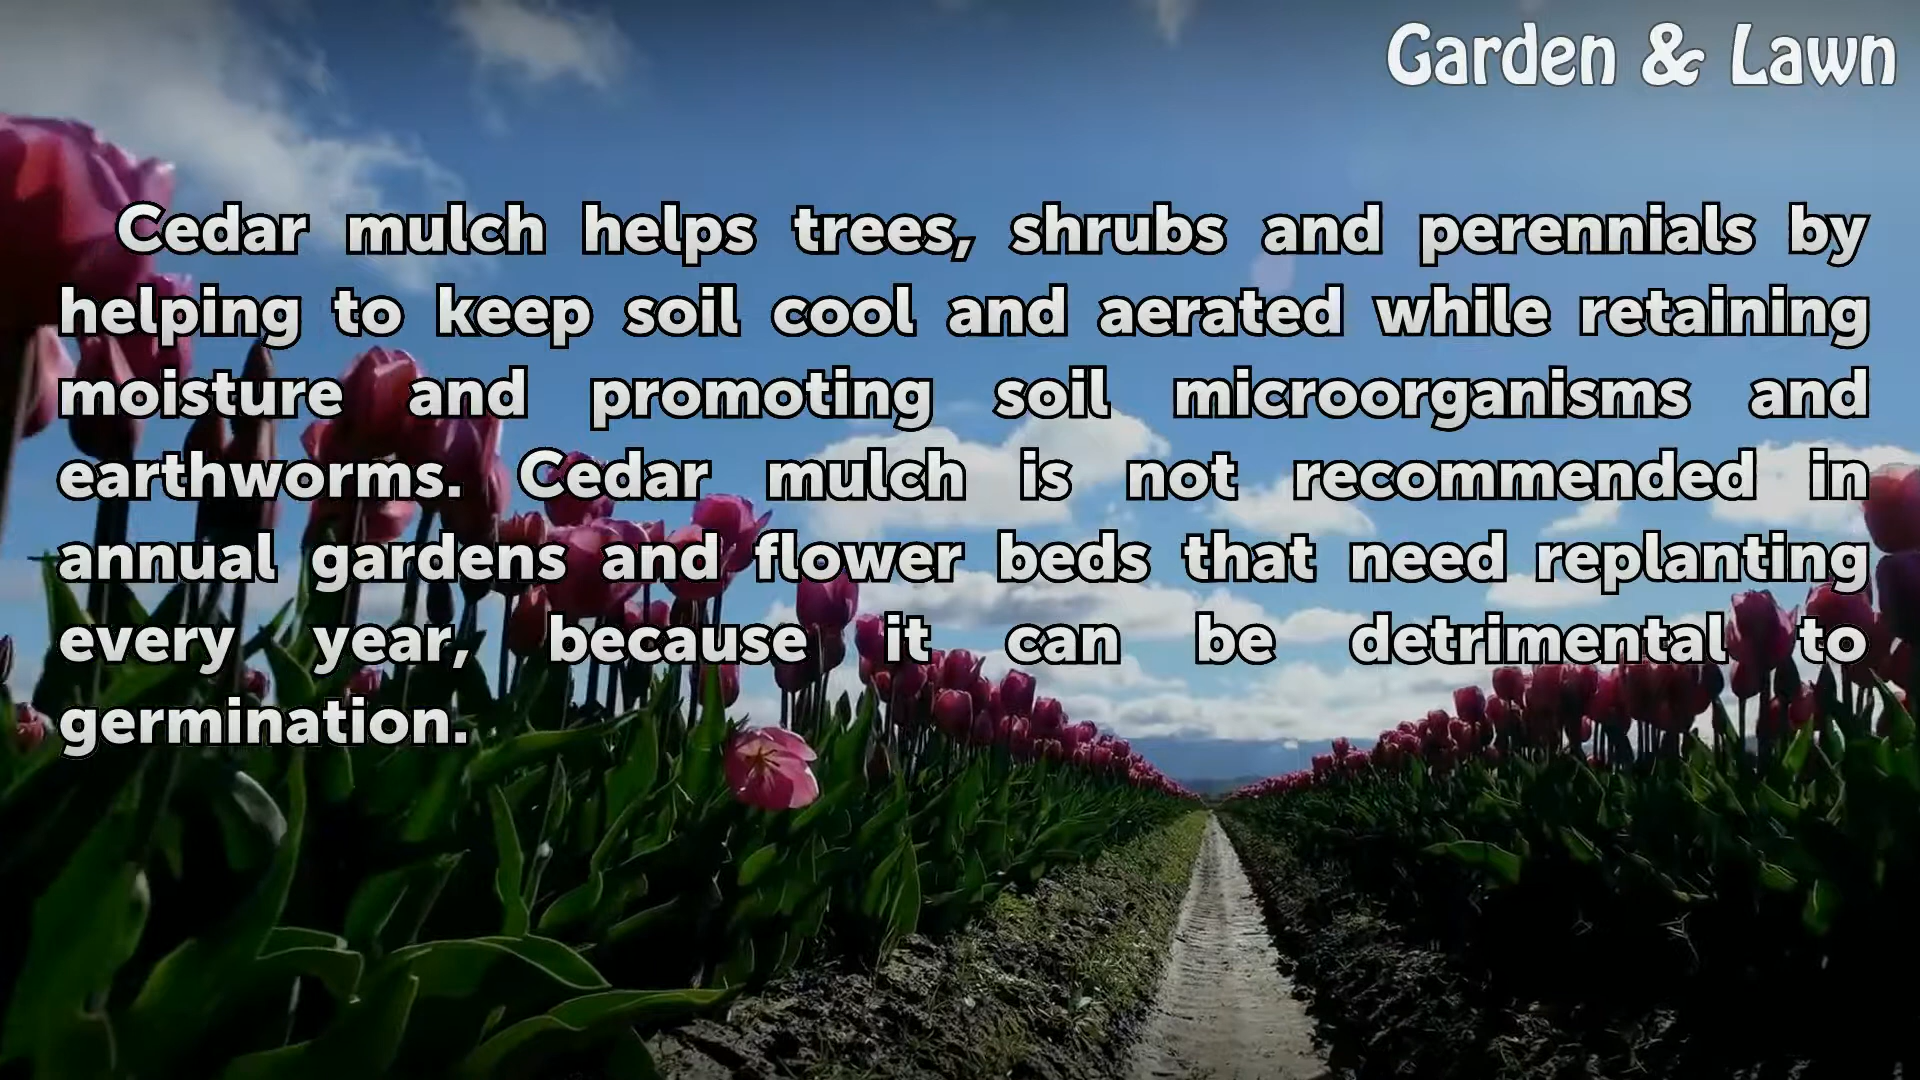 Garden & Lawn
Cedar mulch helps trees, shrubs and perennials by
helping to keep soil cool and aerated while retaining
moisture and promoting soil microorganisms and
earthworms. Cedar mulch is not recommended in
annual gardens and flower beds that need replanting
every year, because it can be detrimental to
germination.